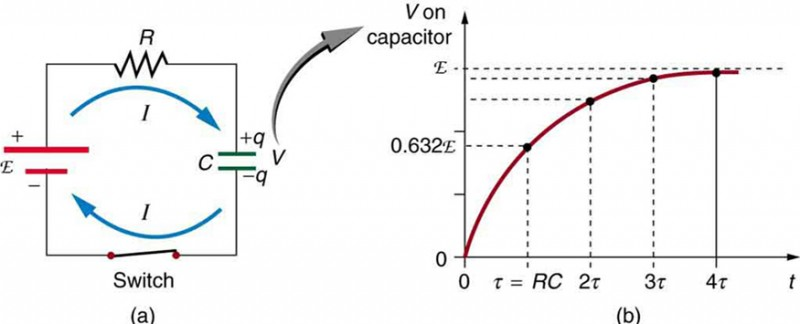 R
I
+
ℰ
−
C
+q
V
−q
I
Switch
(a)
V on
capacitor
ℰ
0.632ℰ
0
0 τ = RC 2τ 3τ 4τ t
(b)